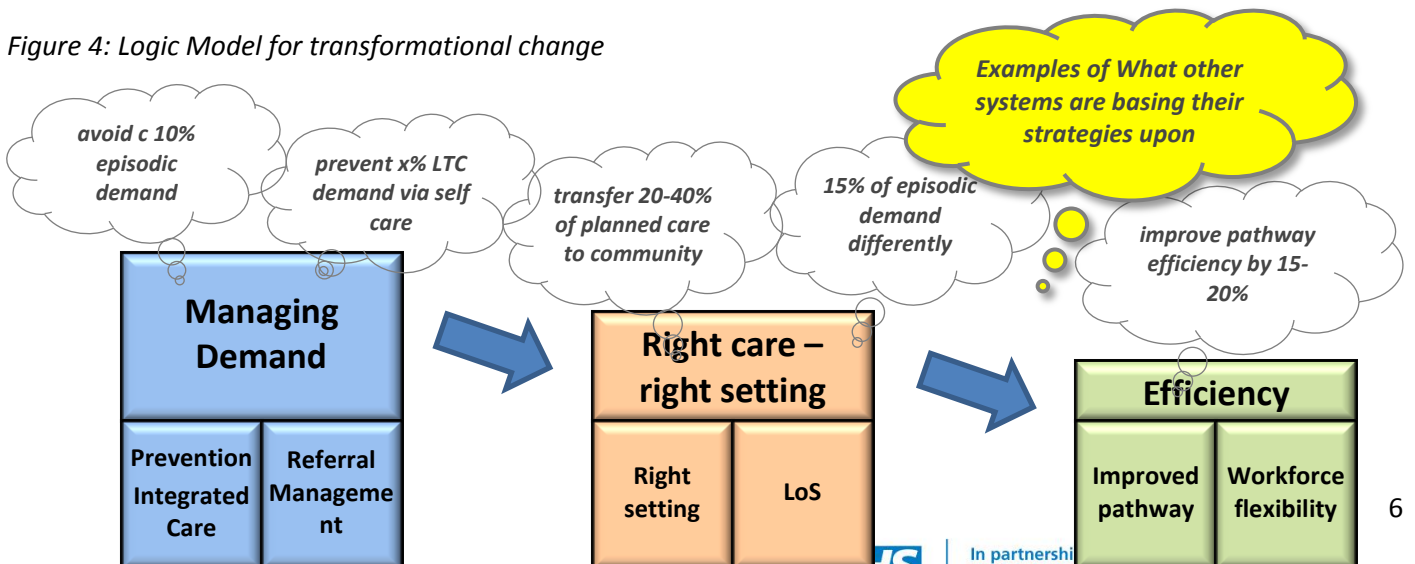 Figure 4: Logic Model for transformational change
Examples of What other
systems are basing their
strategies upon
avoid c 10%
episodic
demand
prevent x% LTC
demand via self
care
transfer 20-40%
of planned care
to community
15% of episodic
demand
differently
improve pathway
efficiency by 15-
20%
Managing
Demand
Prevention
Integrated
Care
Referral
Manageme
nt
Right care –
right setting
Right
setting
LoS
Efficiency
Improved
pathway
Workforce
flexibility
6
In partnershi